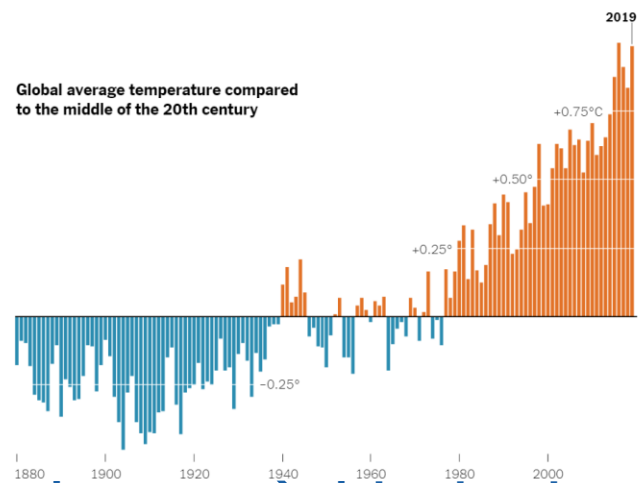 2019
Global average temperature compared
to the middle of the 20th century
+0.75°C
+0.50°
+0.25°
−0.25°
1880 1900 1920 1940 1960 1980 2000